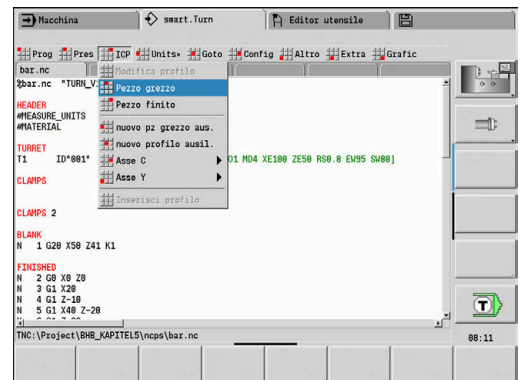 Macchina
smart.Turn
Editor utensile
Prog Pres ICP Units» Goto Config Altro Extra Grafic
bar.nc
Modifica profilo
%bar.nc "TURN_V
Pezzo grezzo
HEADER
Pezzo finito
#MEASURE_UNITS
#MATERIAL
nuovo pz grezzo aus.
nuovo profilo ausil.
TURRET
T1 ID"001" O1 MD4 XE100 ZE50 RS0.8 EW95 SW80]
Asse C
Asse Y
CLAMPS
Inserisci profilo
CLAMPS 2
BLANK
N 1 G20 X50 Z41 K1
FINISHED
N 2 G0 X0 Z0
N 3 G1 X20
N 4 G1 Z-10
N 5 G1 X40 Z-20
TNC:\Project\BHB_KAPITEL5\ncps\bar.nc
T
08:11